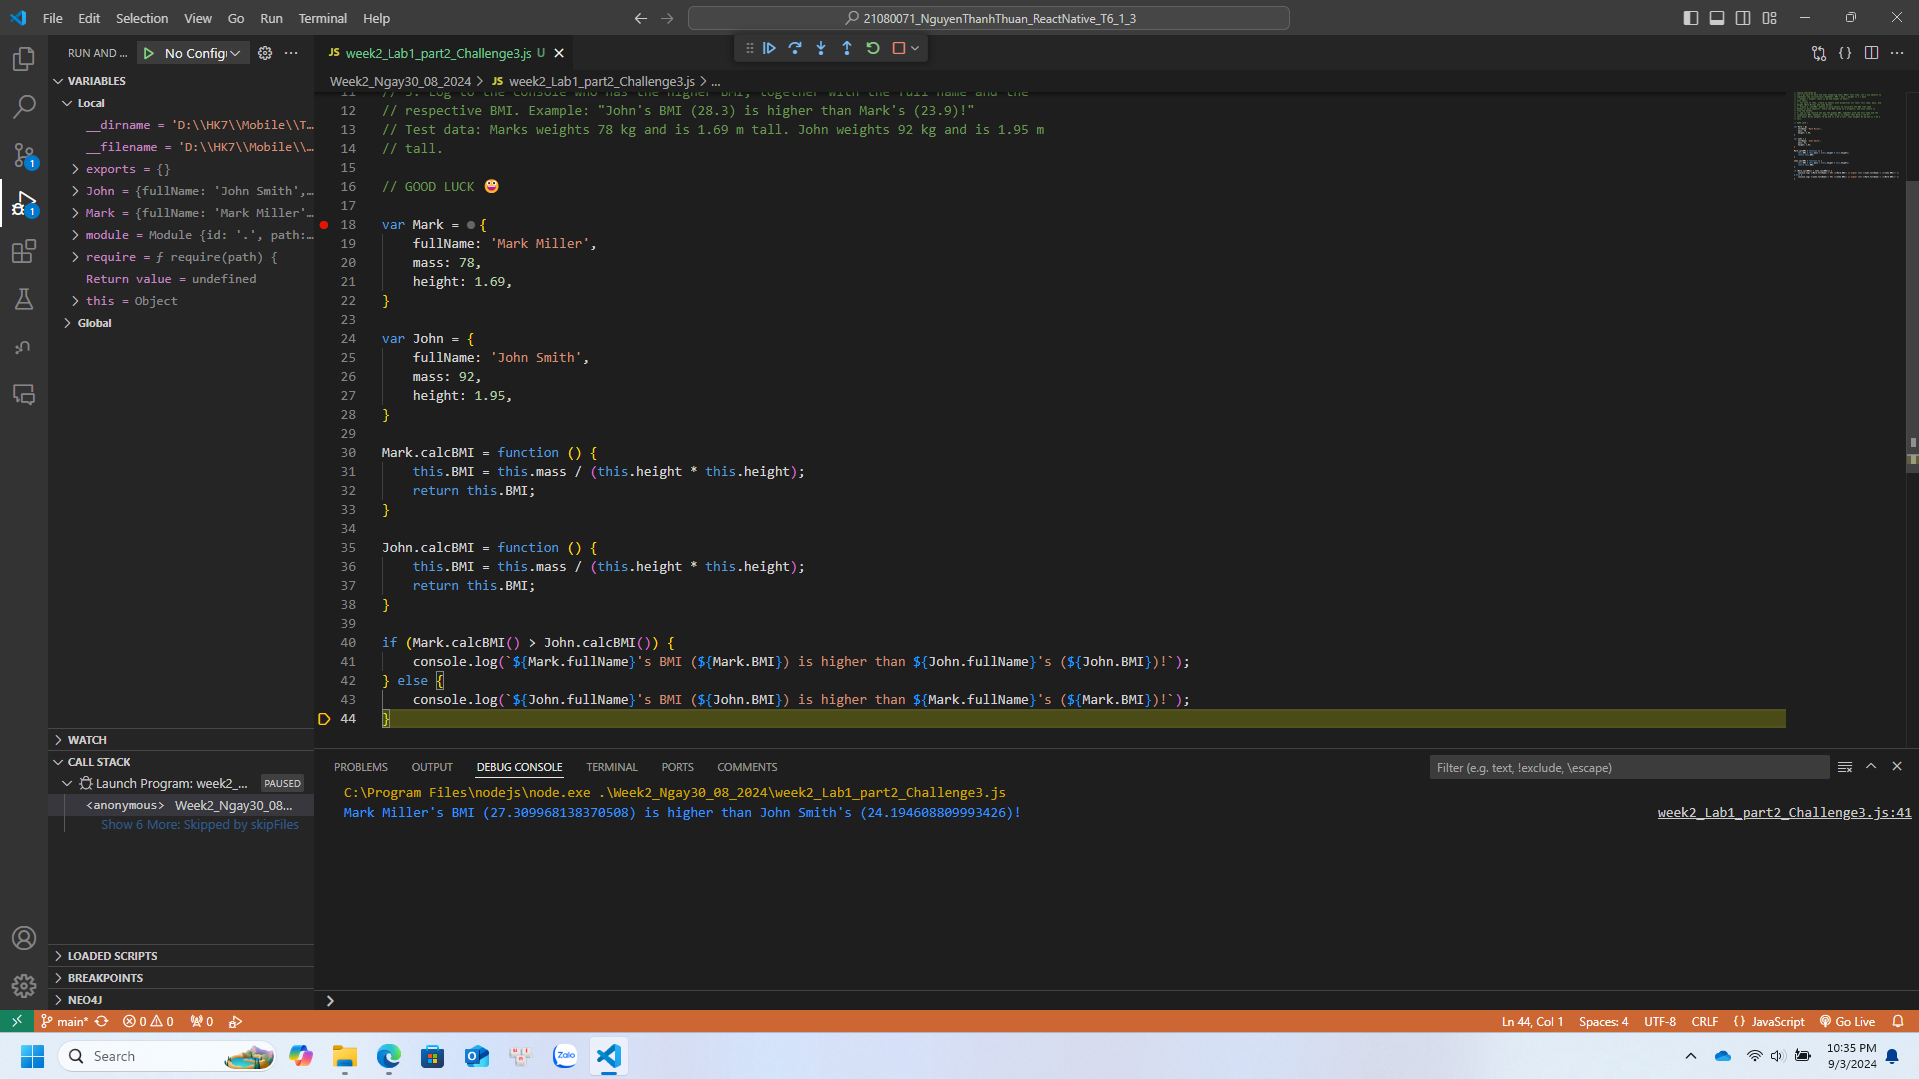 File Edit Selection View Go Run Terminal Help
21080071_NguyenThanhThuan_ReactNative_T6_1_3
RUN AND ... No Config
JS week2_Lab1_part2_Challenge3.js U
Week2_Ngay30_08_2024 > JS week2_Lab1_part2_Challenge3.js > ...
VARIABLES
Local
__dirname = 'D:\\HK7\\Mobile\\T...
__filename = 'D:\\HK7\\Mobile\\...
exports = {}
John = {fullName: 'John Smith',...
Mark = {fullName: 'Mark Miller'...
module = Module {id: '.', path:...
require = ƒ require(path) {
Return value = undefined
this = Object
Global
WATCH
CALL STACK
Launch Program: week2_... PAUSED
<anonymous> Week2_Ngay30_08...
Show 6 More: Skipped by skipFiles
LOADED SCRIPTS
BREAKPOINTS
NEO4J
11 // 3. Log to the console who has the higher BMI, together with the full name and the
12 // respective BMI. Example: "John's BMI (28.3) is higher than Mark's (23.9)!"
13 // Test data: Marks weights 78 kg and is 1.69 m tall. John weights 92 kg and is 1.95 m
14 // tall.
15
16 // GOOD LUCK 😀
17
18 var Mark = {
19 fullName: 'Mark Miller',
20 mass: 78,
21 height: 1.69,
22 }
23
24 var John = {
25 fullName: 'John Smith',
26 mass: 92,
27 height: 1.95,
28 }
29
30 Mark.calcBMI = function () {
31 this.BMI = this.mass / (this.height * this.height);
32 return this.BMI;
33 }
34
35 John.calcBMI = function () {
36 this.BMI = this.mass / (this.height * this.height);
37 return this.BMI;
38 }
39
40 if (Mark.calcBMI() > John.calcBMI()) {
41 console.log(`${Mark.fullName}'s BMI (${Mark.BMI}) is higher than ${John.fullName}'s (${John.BMI})!`);
42 } else {
43 console.log(`${John.fullName}'s BMI (${John.BMI}) is higher than ${Mark.fullName}'s (${Mark.BMI})!`);
44 }
PROBLEMS OUTPUT DEBUG CONSOLE TERMINAL PORTS COMMENTS
Filter (e.g. text, !exclude, \escape)
C:\Program Files\nodejs\node.exe .\Week2_Ngay30_08_2024\week2_Lab1_part2_Challenge3.js
Mark Miller's BMI (27.309968138370508) is higher than John Smith's (24.194608809993426)! week2_Lab1_part2_Challenge3.js:41
main* 0 0 0
Ln 44, Col 1 Spaces: 4 UTF-8 CRLF {} JavaScript Go Live
Search
Zalo
10:35 PM
9/3/2024